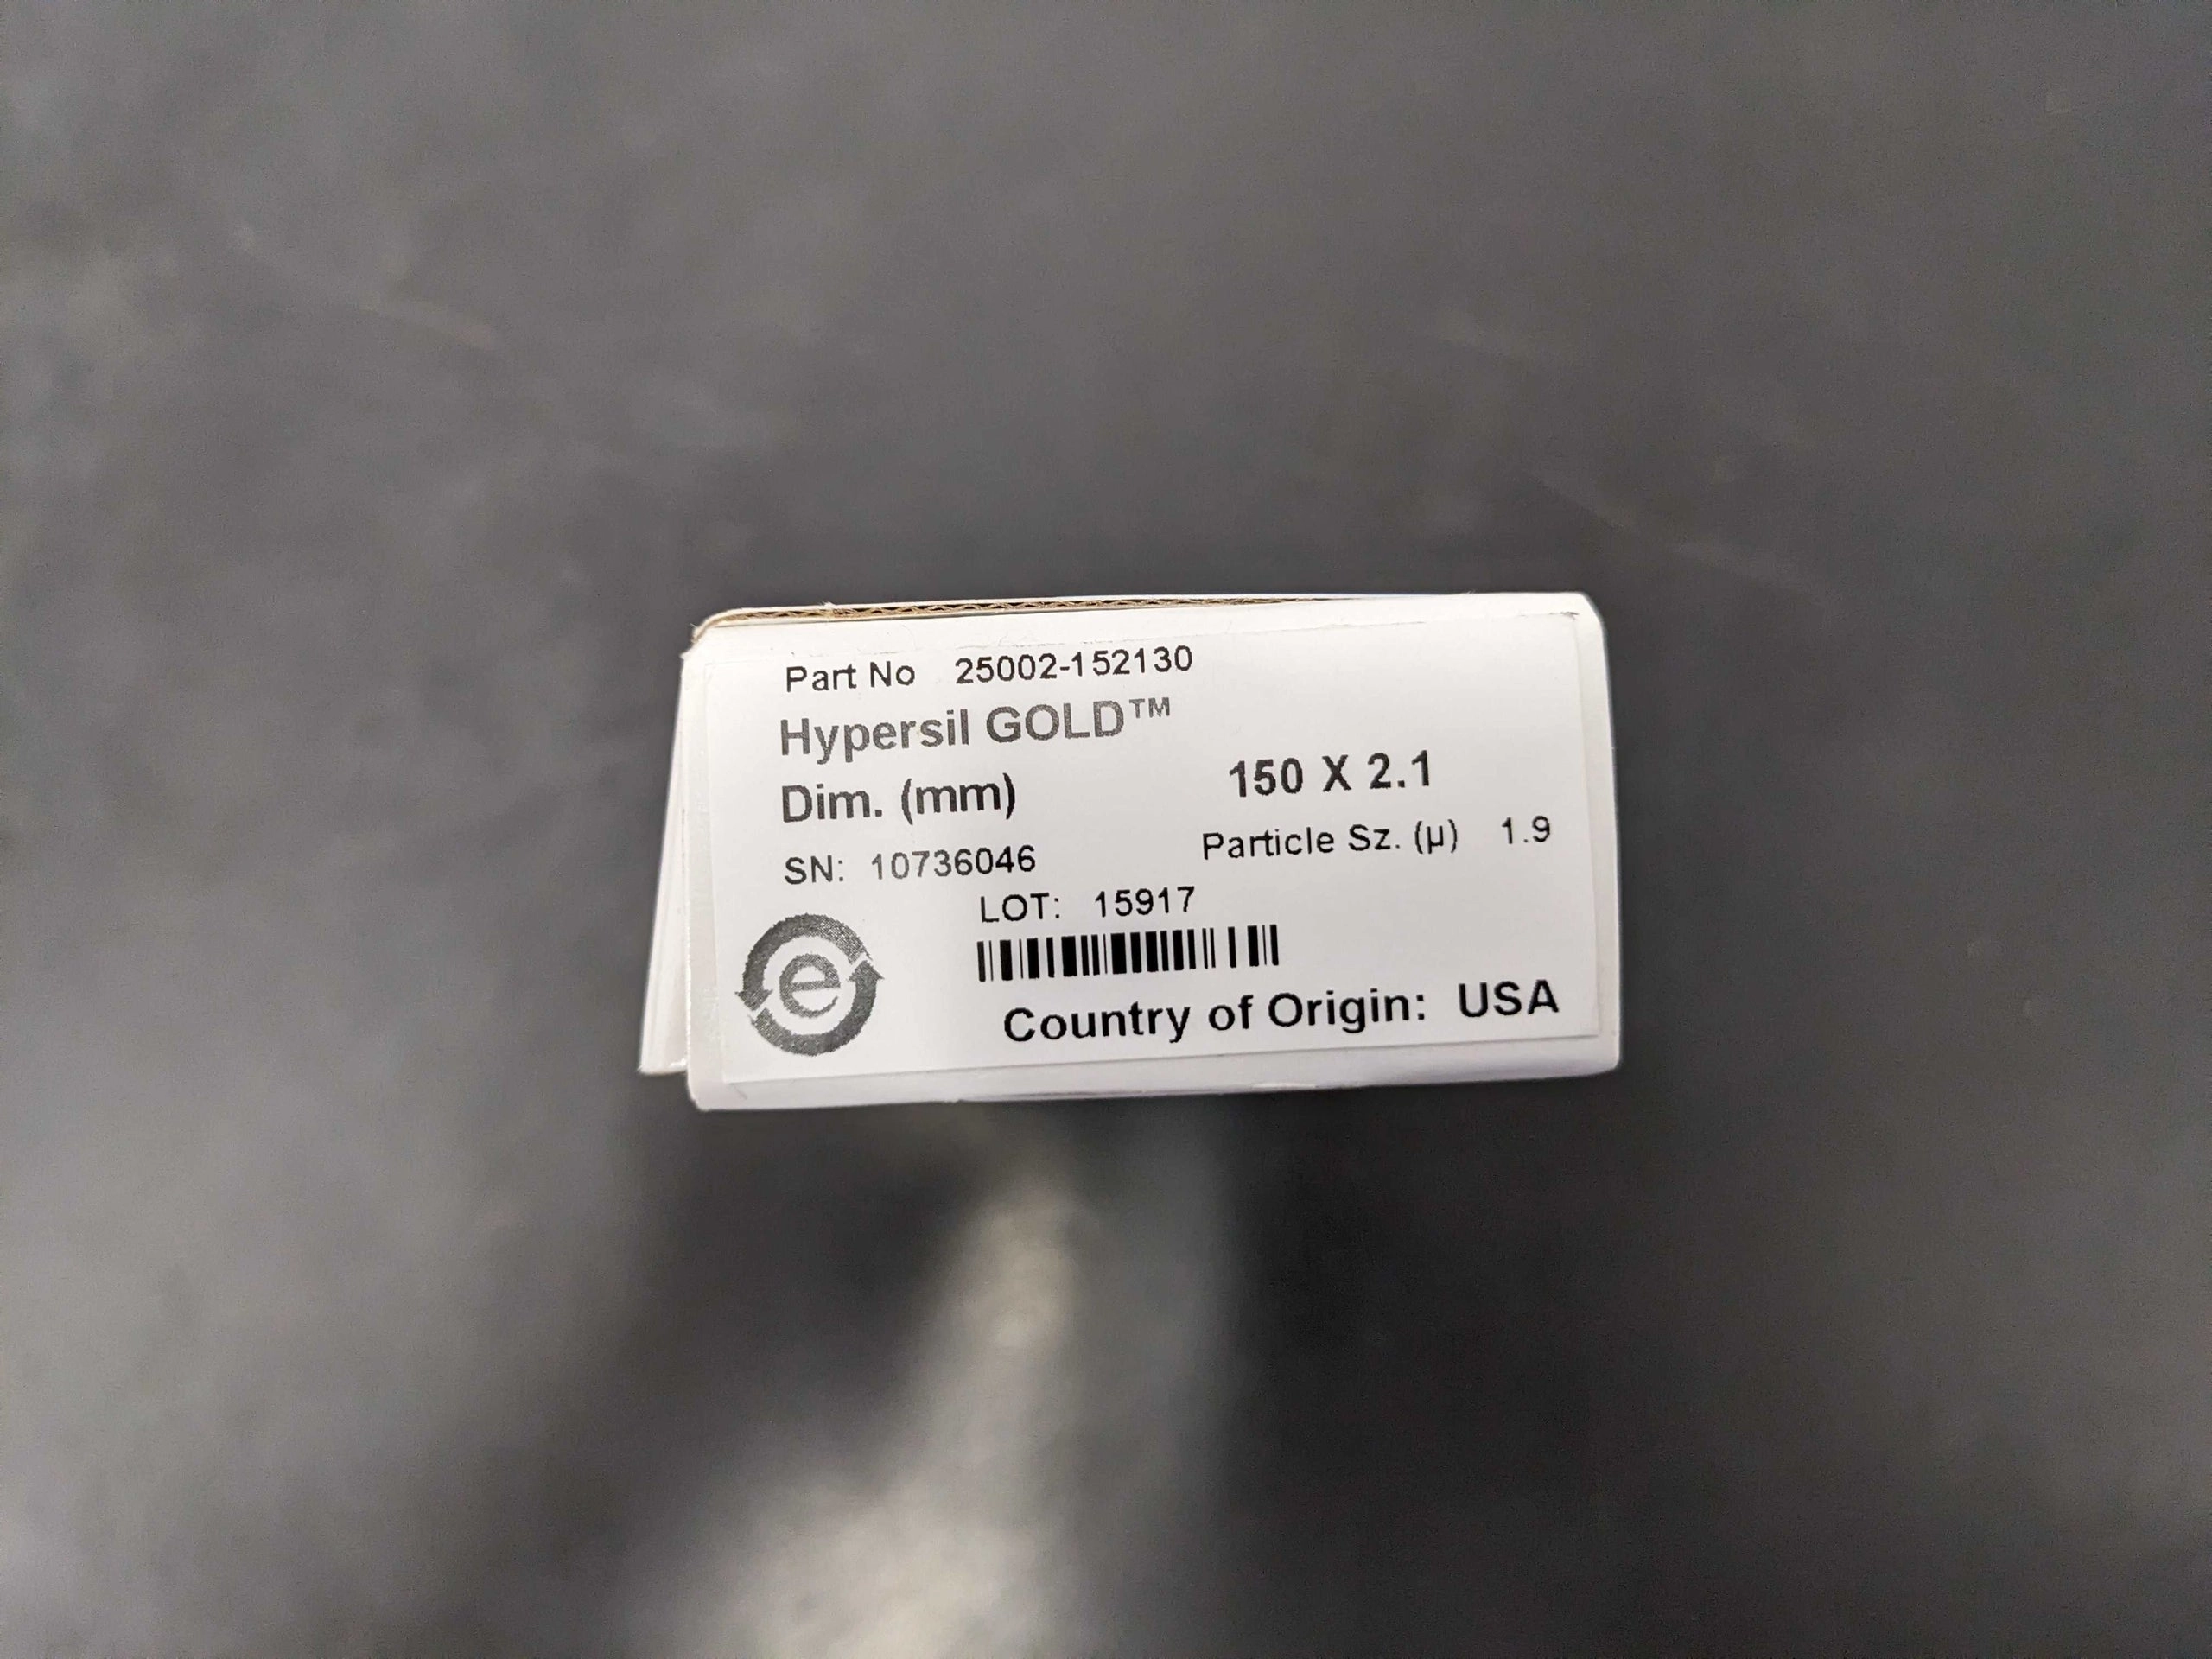 Part No 25002-152130
Hypersil GOLD™
Dim. (mm) 150 X 2.1
SN: 10736046 Particle Sz. (µ) 1.9
LOT: 15917
e
Country of Origin: USA